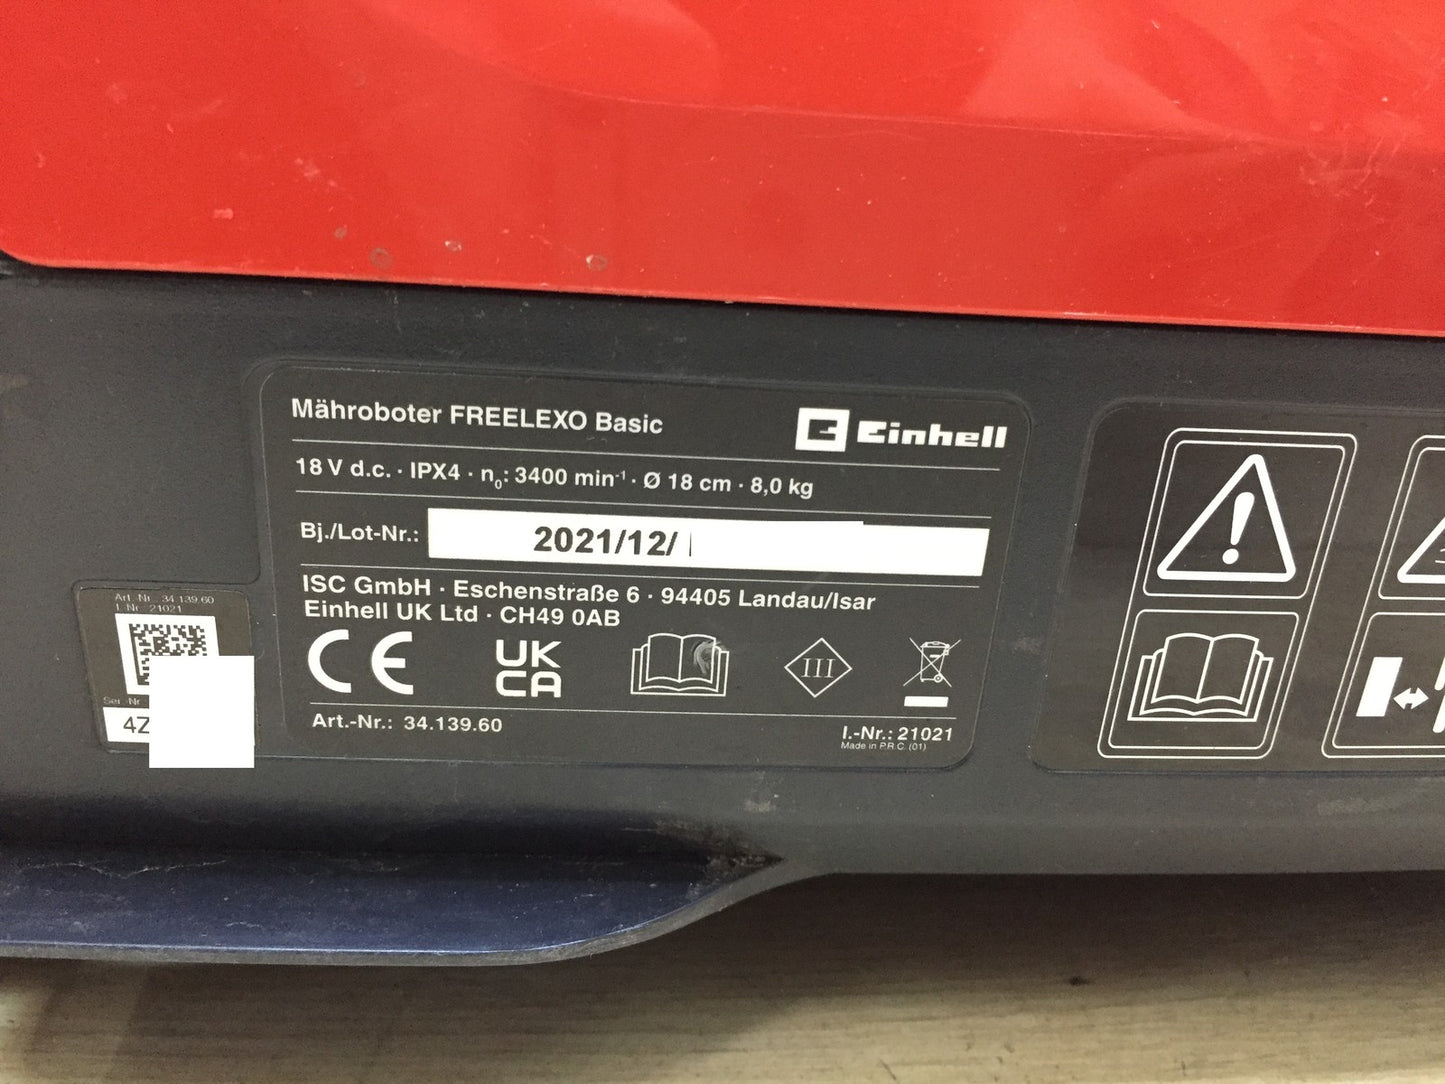 Mähroboter FREELEXO Basic
Einhell
18 V d.c. · IPX4 · n₀: 3400 min⁻¹ · Ø 18 cm · 8,0 kg
Bj./Lot-Nr.: 2021/12/
ISC GmbH · Eschenstraße 6 · 94405 Landau/Isar
Einhell UK Ltd · CH49 0AB
CE
UK
CA
III
Art.-Nr.: 34.139.60
I.-Nr.: 21021
Made in P.R.C. (01)
Art. Nr. 34.139.60
I. Nr.: 21021
Ser. Nr
4Z